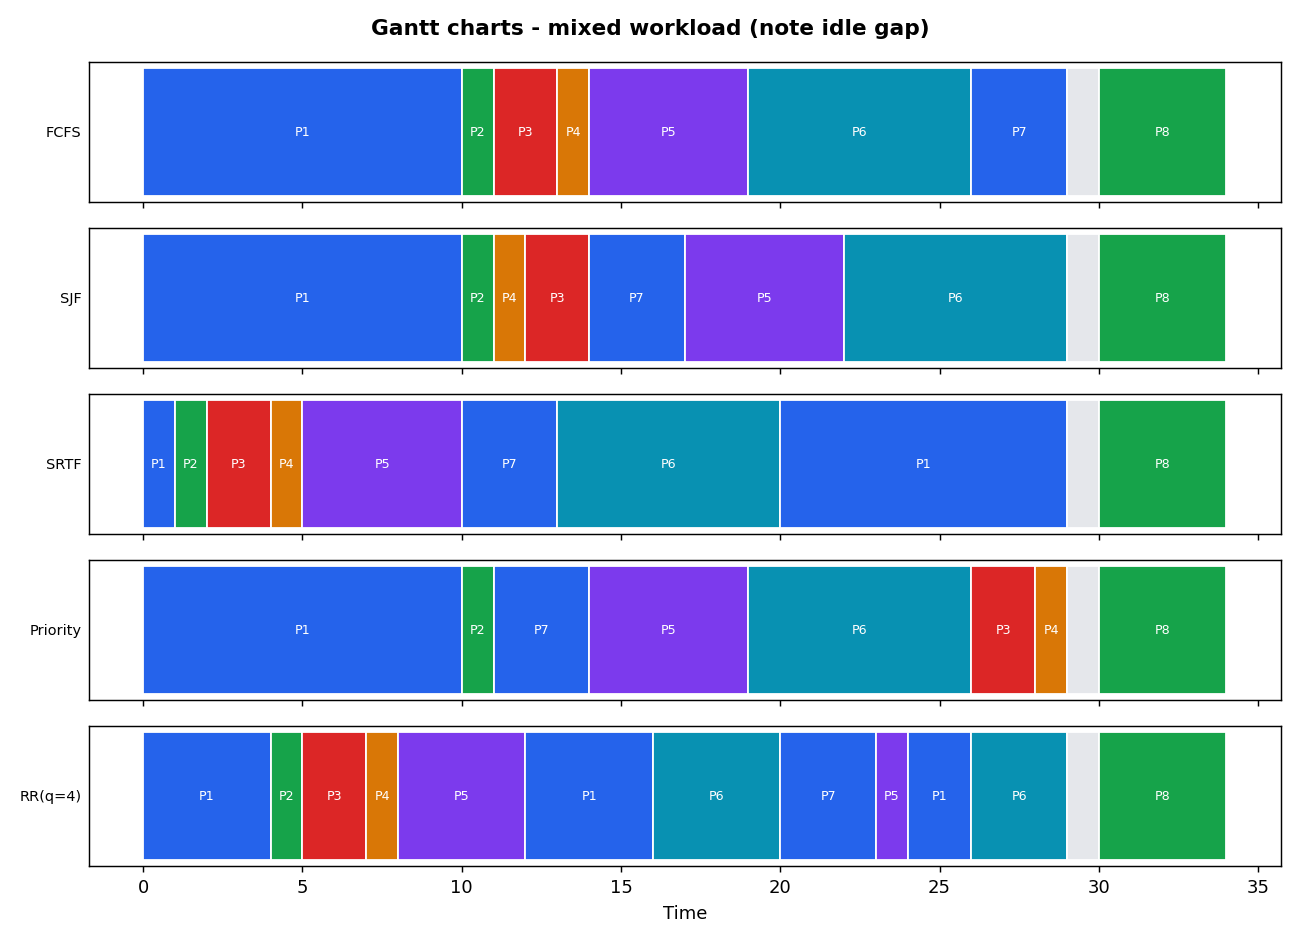 Gantt charts - mixed workload (note idle gap)
FCFS P1 P2 P3 P4 P5 P6 P7 P8
SJF P1 P2 P4 P3 P7 P5 P6 P8
SRTF P1 P2 P3 P4 P5 P7 P6 P1 P8
Priority P1 P2 P7 P5 P6 P3 P4 P8
RR(q=4) P1 P2 P3 P4 P5 P1 P6 P7 P5 P1 P6 P8
0 5 10 15 20 25 30 35
Time